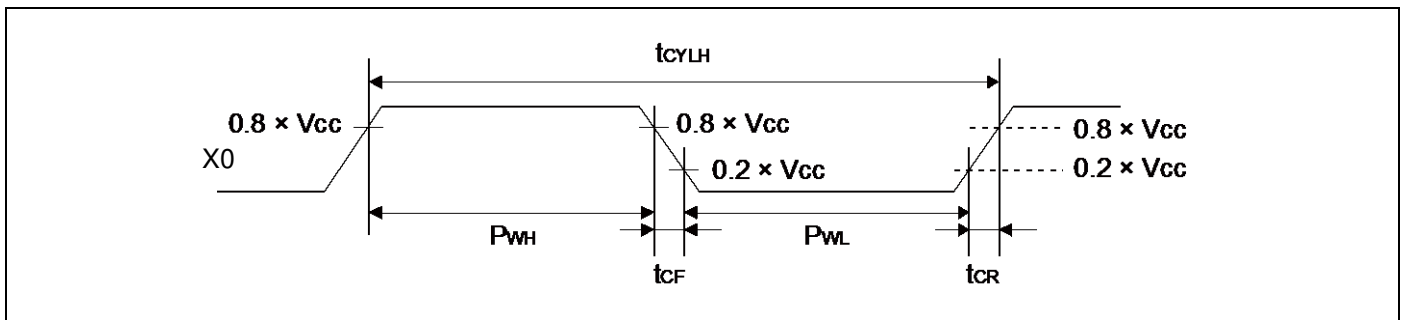 tCYLH
0.8 × Vcc
0.8 × Vcc
0.8 × Vcc
X0
0.2 × Vcc
0.2 × Vcc
PWH
PWL
tCF
tCR